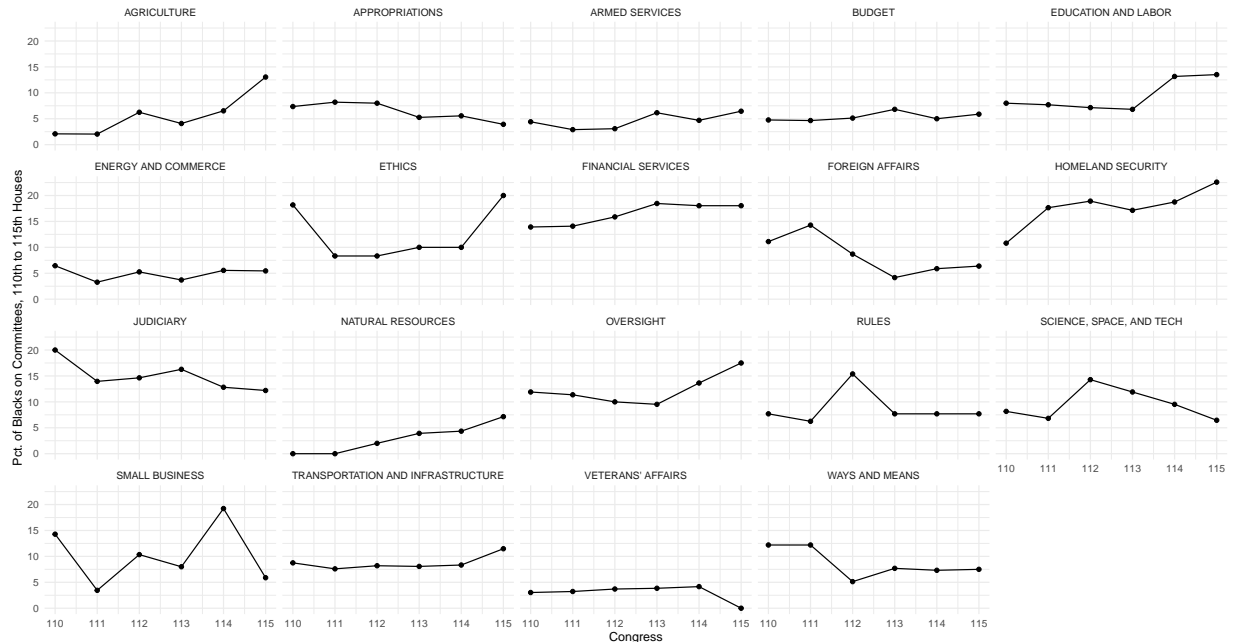 AGRICULTURE
APPROPRIATIONS
ARMED SERVICES
BUDGET
EDUCATION AND LABOR
20
15
10
5
0
ENERGY AND COMMERCE
ETHICS
FINANCIAL SERVICES
FOREIGN AFFAIRS
HOMELAND SECURITY
20
15
10
5
0
Pct. of Blacks on Committees, 110th to 115th Houses
JUDICIARY
NATURAL RESOURCES
OVERSIGHT
RULES
SCIENCE, SPACE, AND TECH
20
15
10
5
0
110 111 112 113 114 115
SMALL BUSINESS
TRANSPORTATION AND INFRASTRUCTURE
VETERANS' AFFAIRS
WAYS AND MEANS
20
15
10
5
0
110 111 112 113 114 115
110 111 112 113 114 115
110 111 112 113 114 115
110 111 112 113 114 115
Congress